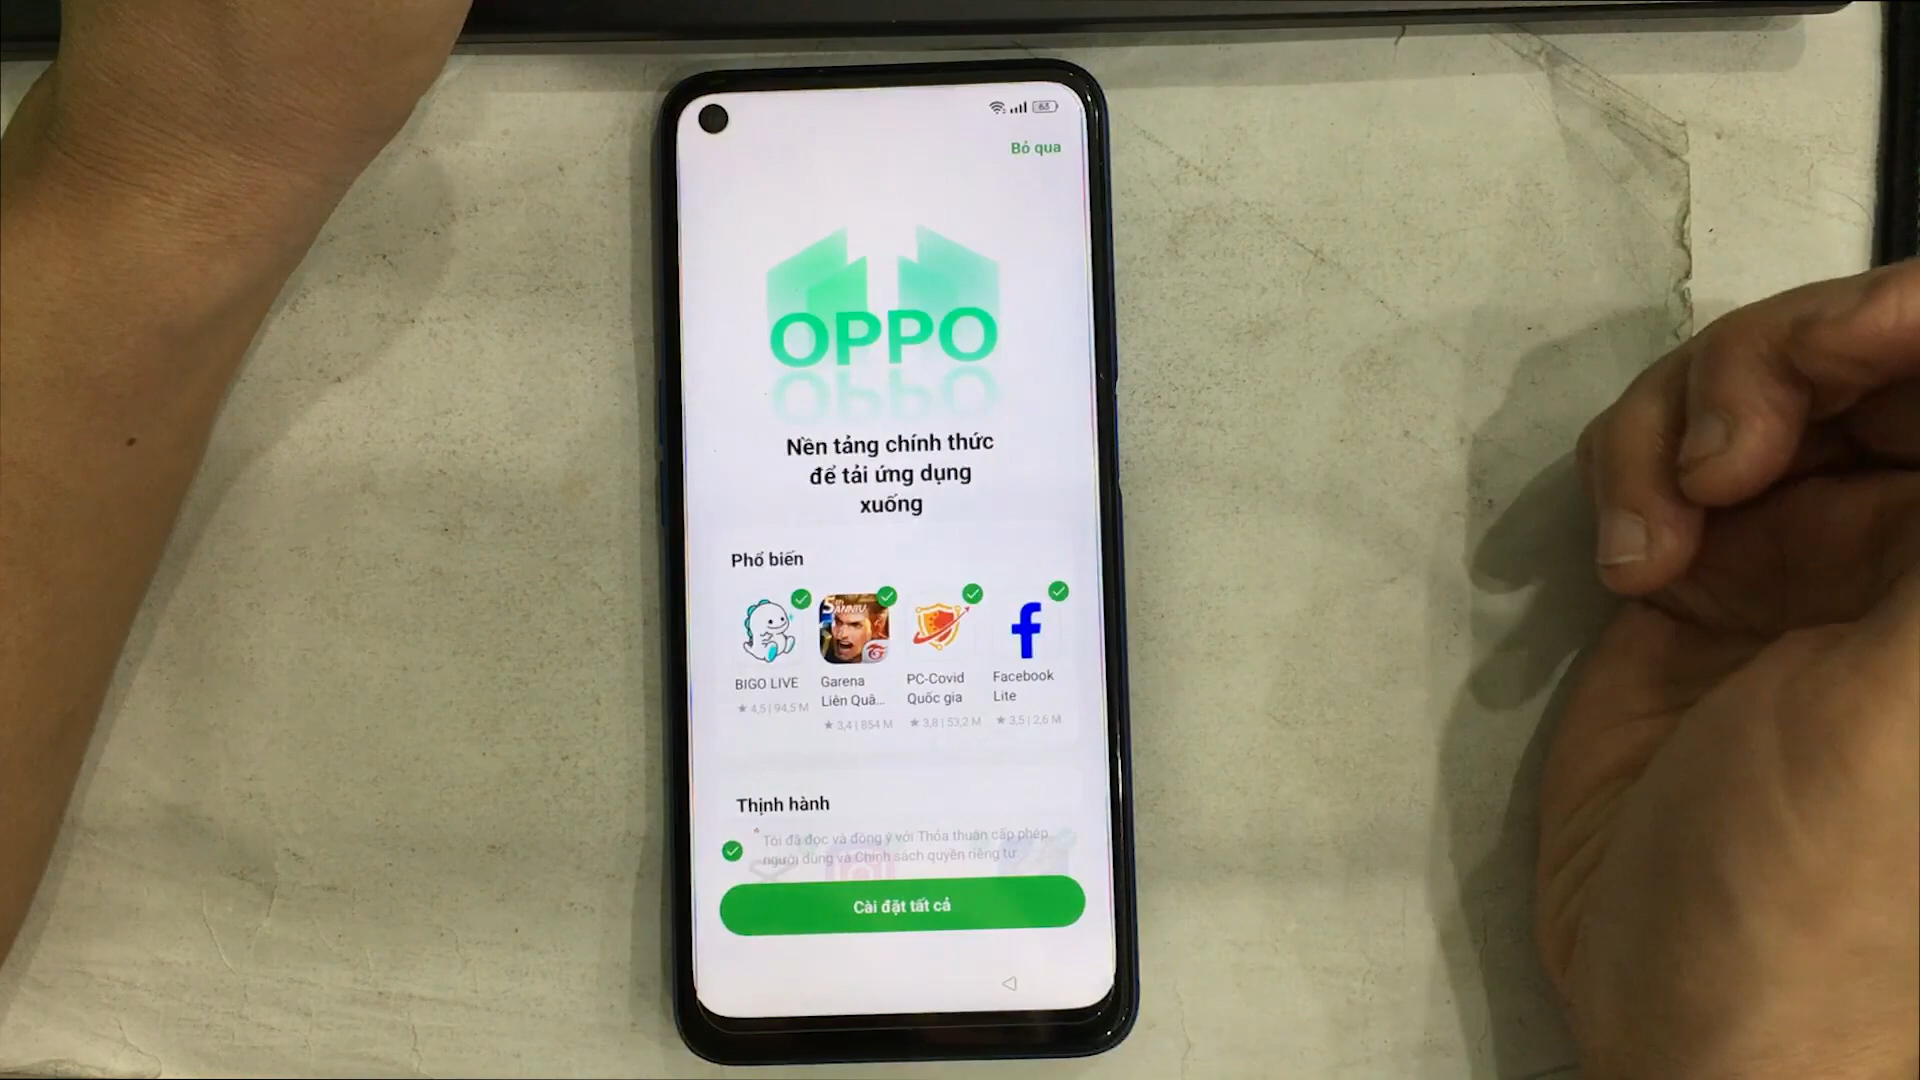 63
Bỏ qua
OPPO
Nền tảng chính thức
để tải ứng dụng
xuống
Phổ biến
BIGO LIVE
★ 4,5 | 94,5 M
Garena
Liên Quâ...
★ 3,4 | 854 M
PC-Covid
Quốc gia
★ 3,8 | 53,2 M
Facebook
Lite
★ 3,5 | 2,6 M
Thịnh hành
* Tôi đã đọc và đồng ý với Thỏa thuận cấp phép
người dùng và Chính sách quyền riêng tư
Cài đặt tất cả